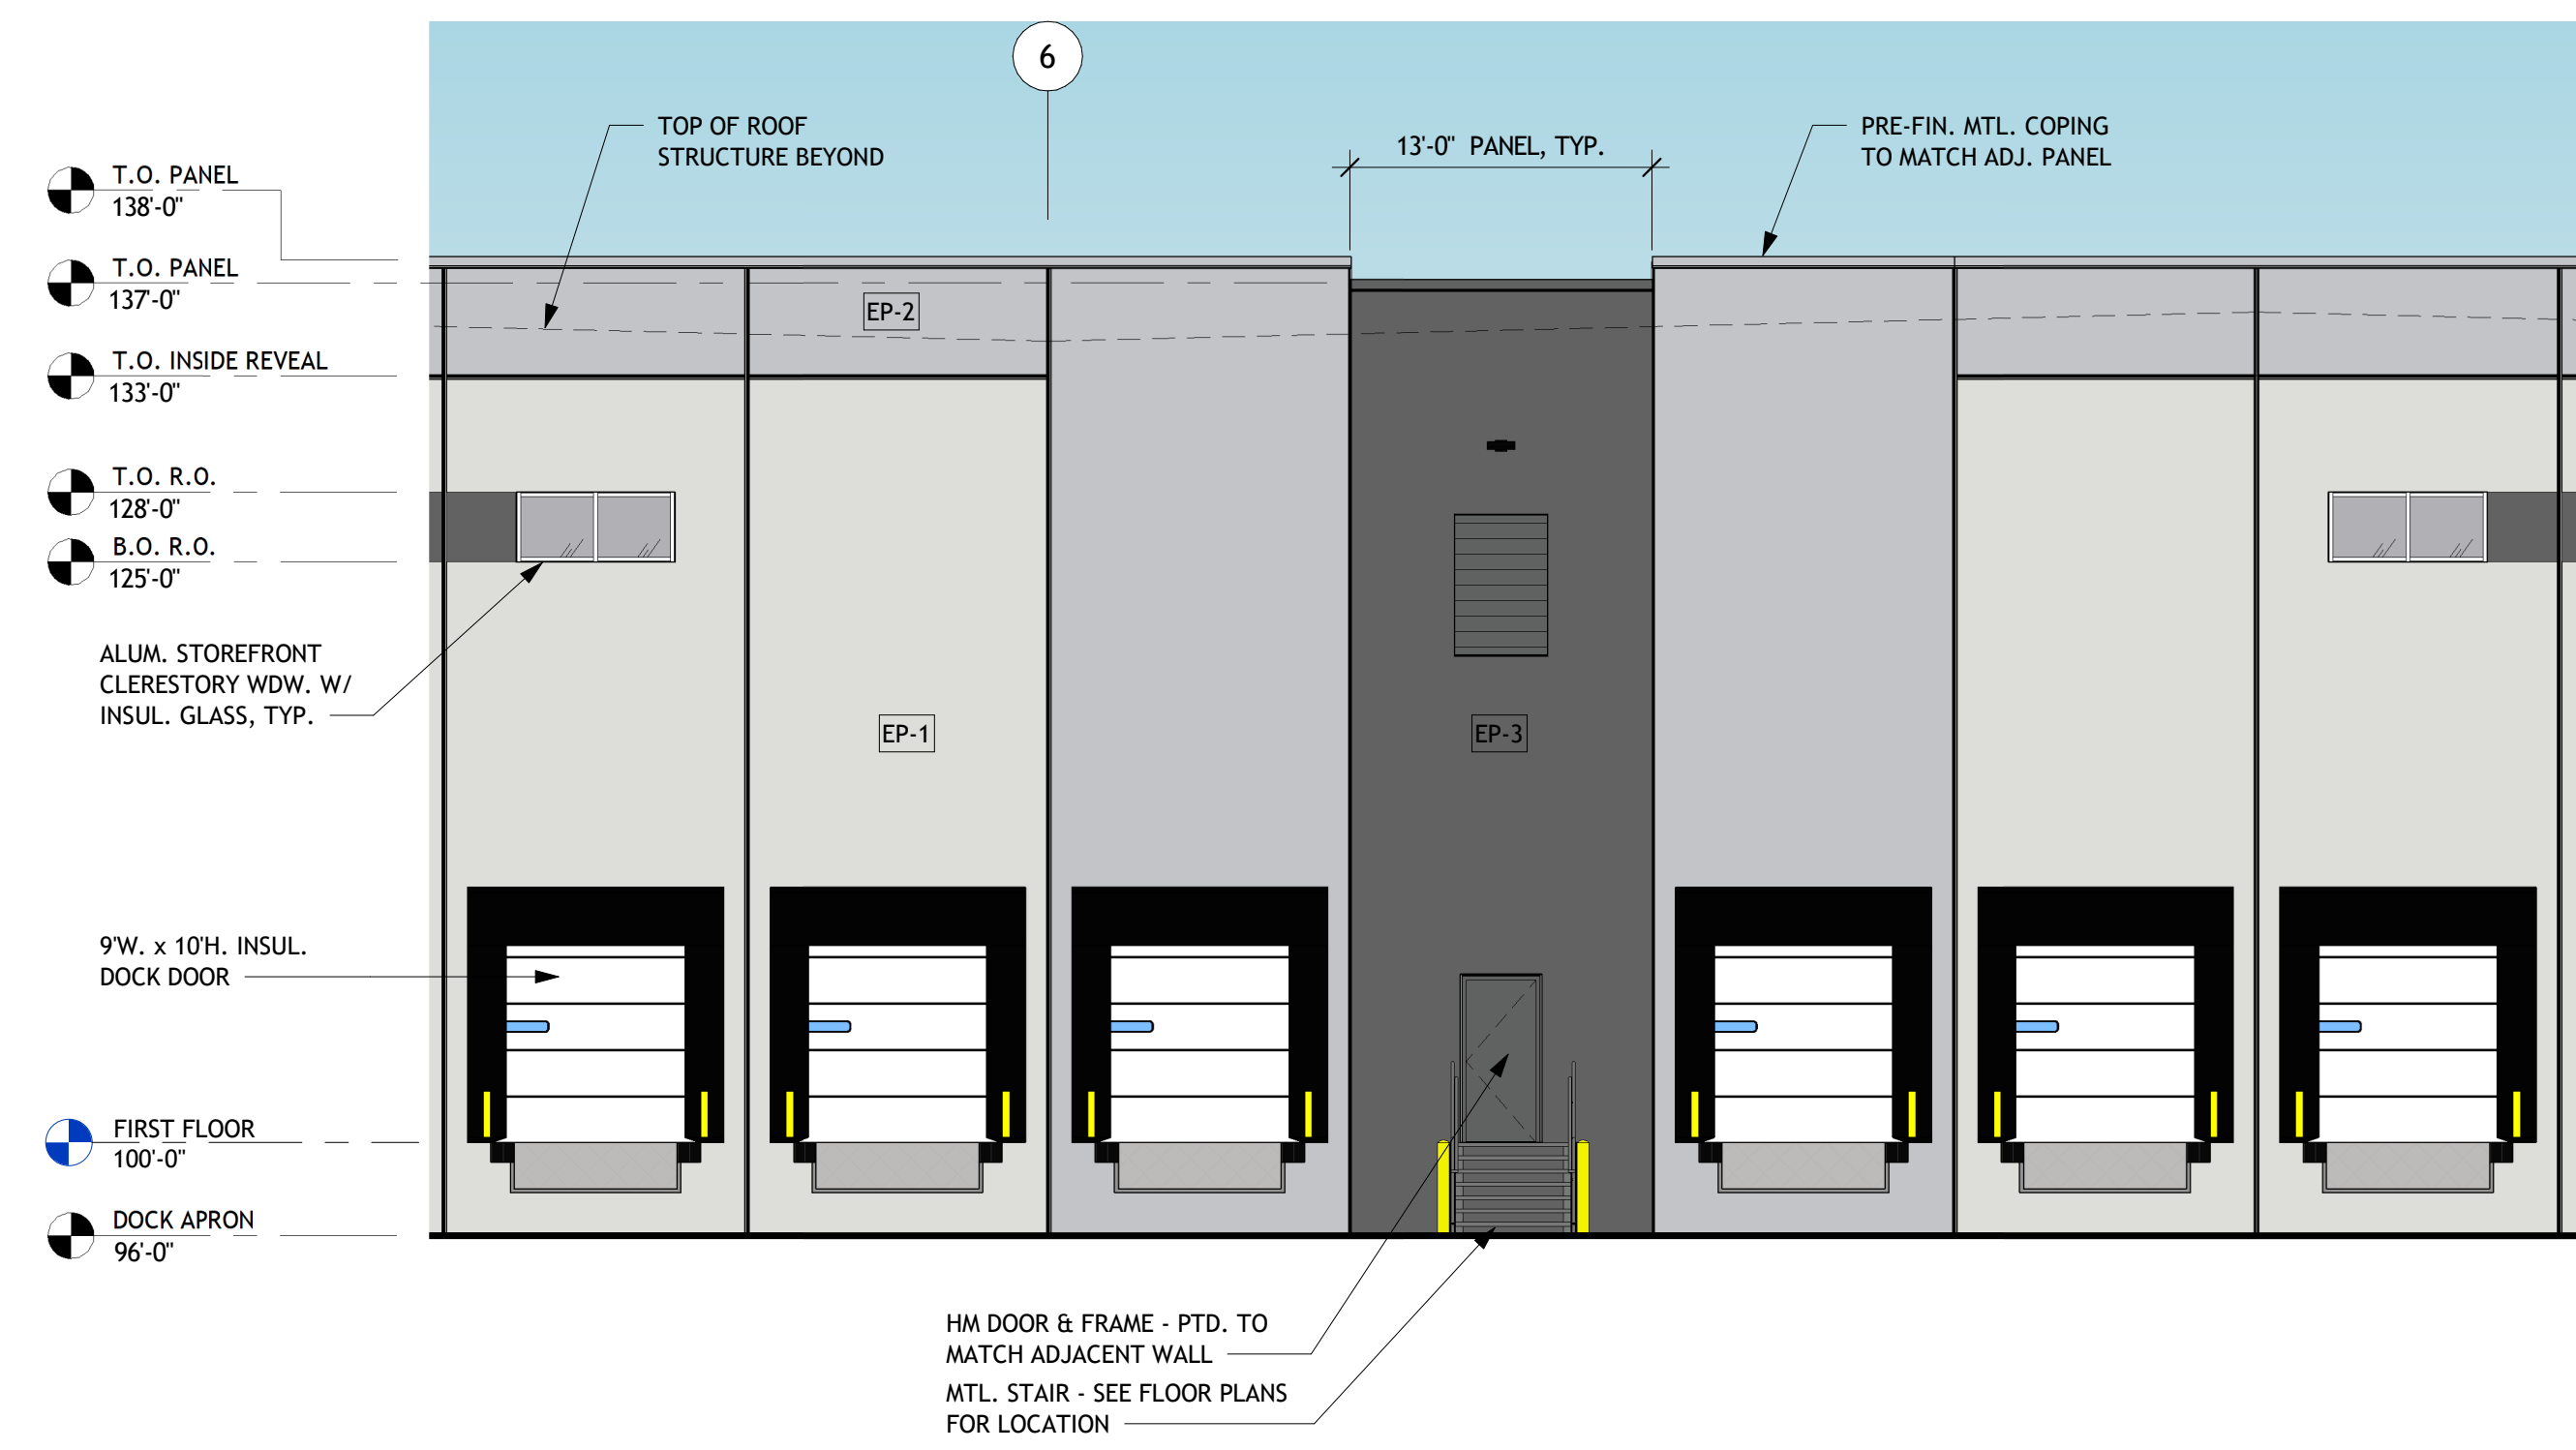 6
TOP OF ROOF
STRUCTURE BEYOND
13'-0" PANEL, TYP.
PRE-FIN. MTL. COPING
TO MATCH ADJ. PANEL
T.O. PANEL
138'-0"
T.O. PANEL
137'-0"
EP-2
T.O. INSIDE REVEAL
133'-0"
T.O. R.O.
128'-0"
B.O. R.O.
125'-0"
ALUM. STOREFRONT
CLERESTORY WDW. W/
INSUL. GLASS, TYP.
EP-1
EP-3
9'W. x 10'H. INSUL.
DOCK DOOR
FIRST FLOOR
100'-0"
DOCK APRON
96'-0"
HM DOOR & FRAME - PTD. TO
MATCH ADJACENT WALL
MTL. STAIR - SEE FLOOR PLANS
FOR LOCATION